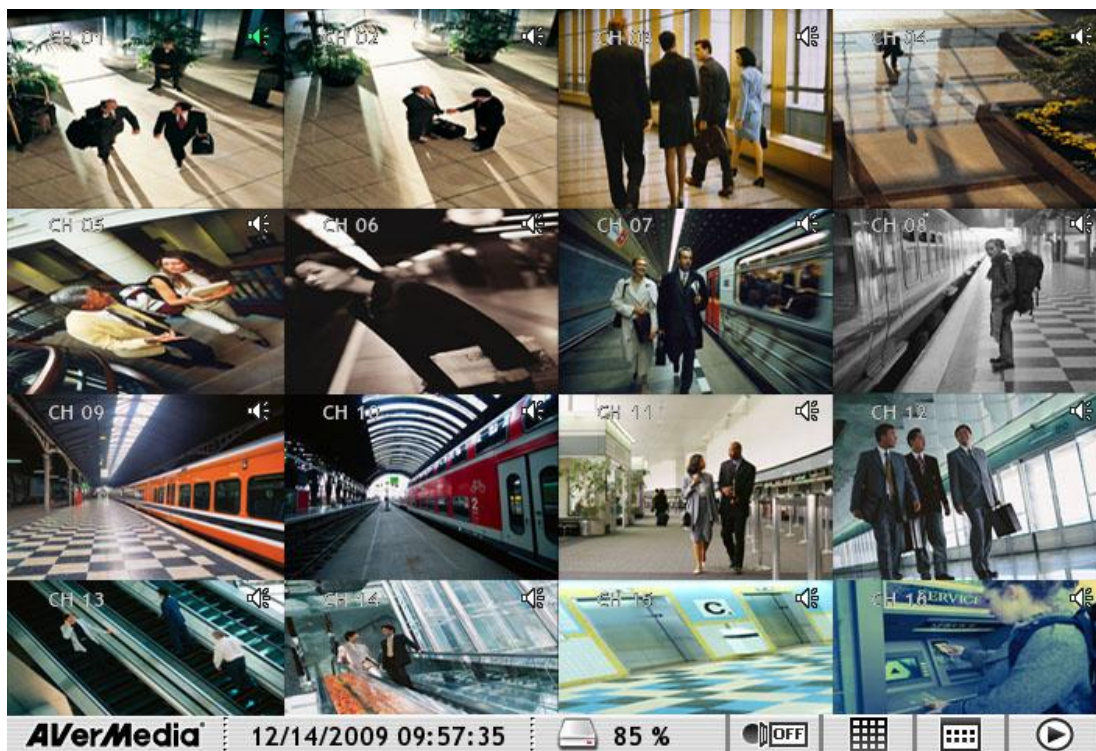 CH 01
CH 02
CH 03
CH 04
CH 05
CH 06
CH 07
CH 08
CH 09
CH 10
2
CH 11
CH 12
CH 13
CH 14
CH 15
C
CH 16
SERVICE
AVerMedia
12/14/2009 09:57:35
85 %
OFF